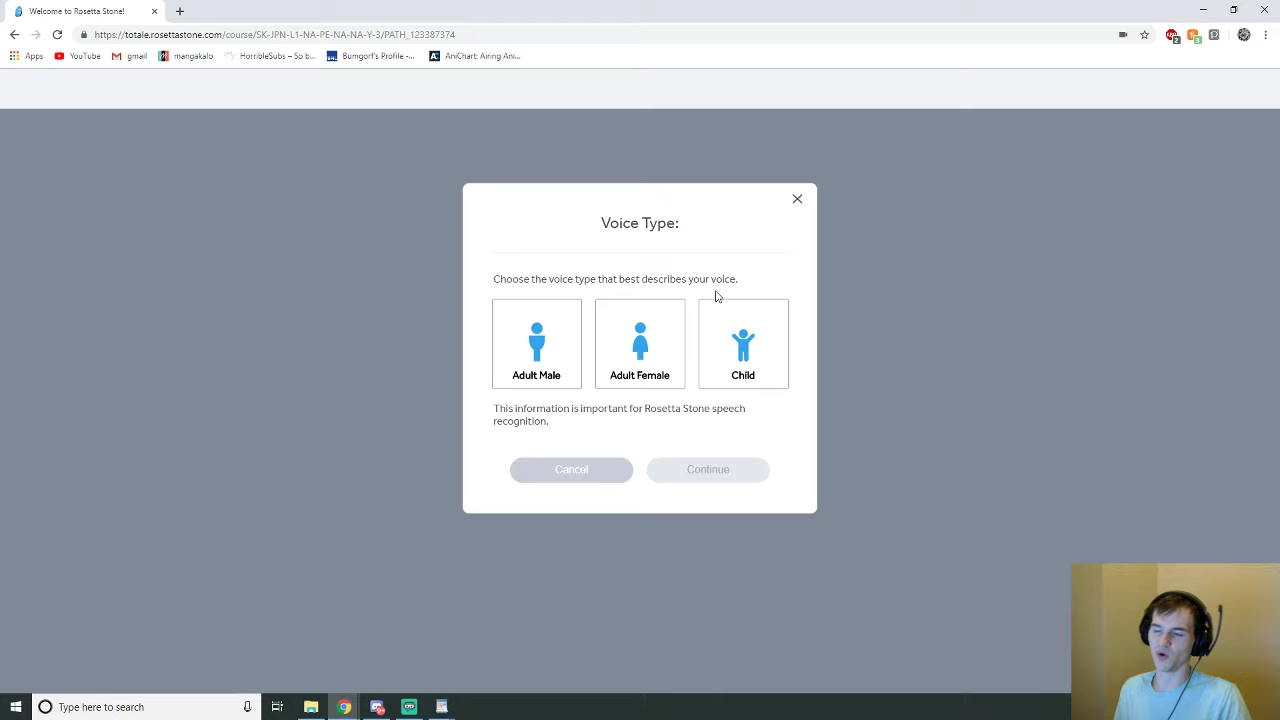 Welcome to Rosetta Stone!
https://totale.rosettastone.com/course/SK-JPN-L1-NA-PE-NA-NA-Y-3/PATH_123387374
Apps YouTube gmail mangakalo HorribleSubs – So b... Bumgorf's Profile -... AniChart: Airing Ani...
Voice Type:
Choose the voice type that best describes your voice.
Adult Male Adult Female Child
This information is important for Rosetta Stone speech
recognition.
Cancel Continue
Type here to search